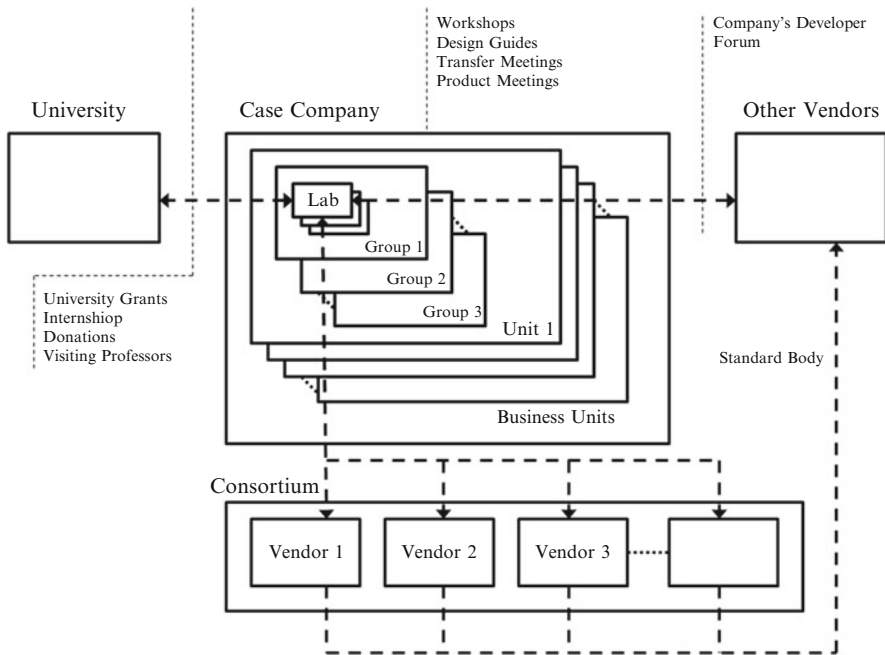 Workshops
Design Guides
Transfer Meetings
Product Meetings
Company's Developer
Forum
University
Case Company
Other Vendors
Lab
Group 1
Group 2
Group 3
Unit 1
Business Units
University Grants
Internshiop
Donations
Visiting Professors
Standard Body
Consortium
Vendor 1
Vendor 2
Vendor 3